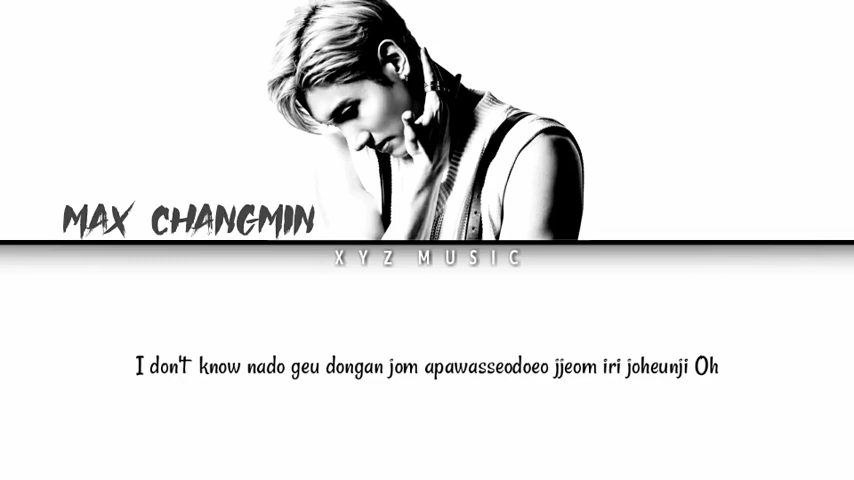 MAX CHANGMIN
XYZ MUSIC
I don't know nado geu dongan jom apawasseodoeo jjeom iri joheunji Oh